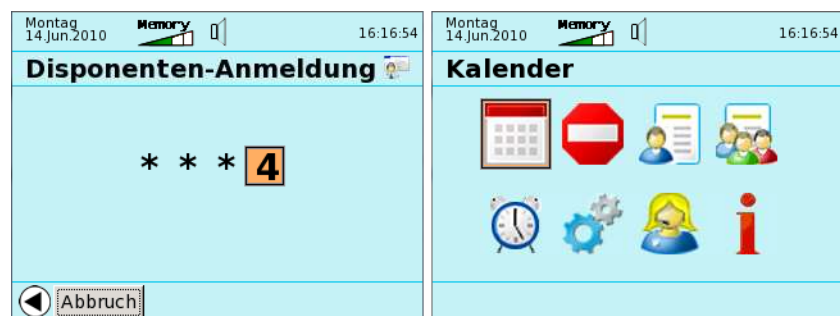 Montag
14.Jun.2010
Memory
16:16:54
Disponenten-Anmeldung
* * * 4
Abbruch
Montag
14.Jun.2010
Memory
16:16:54
Kalender